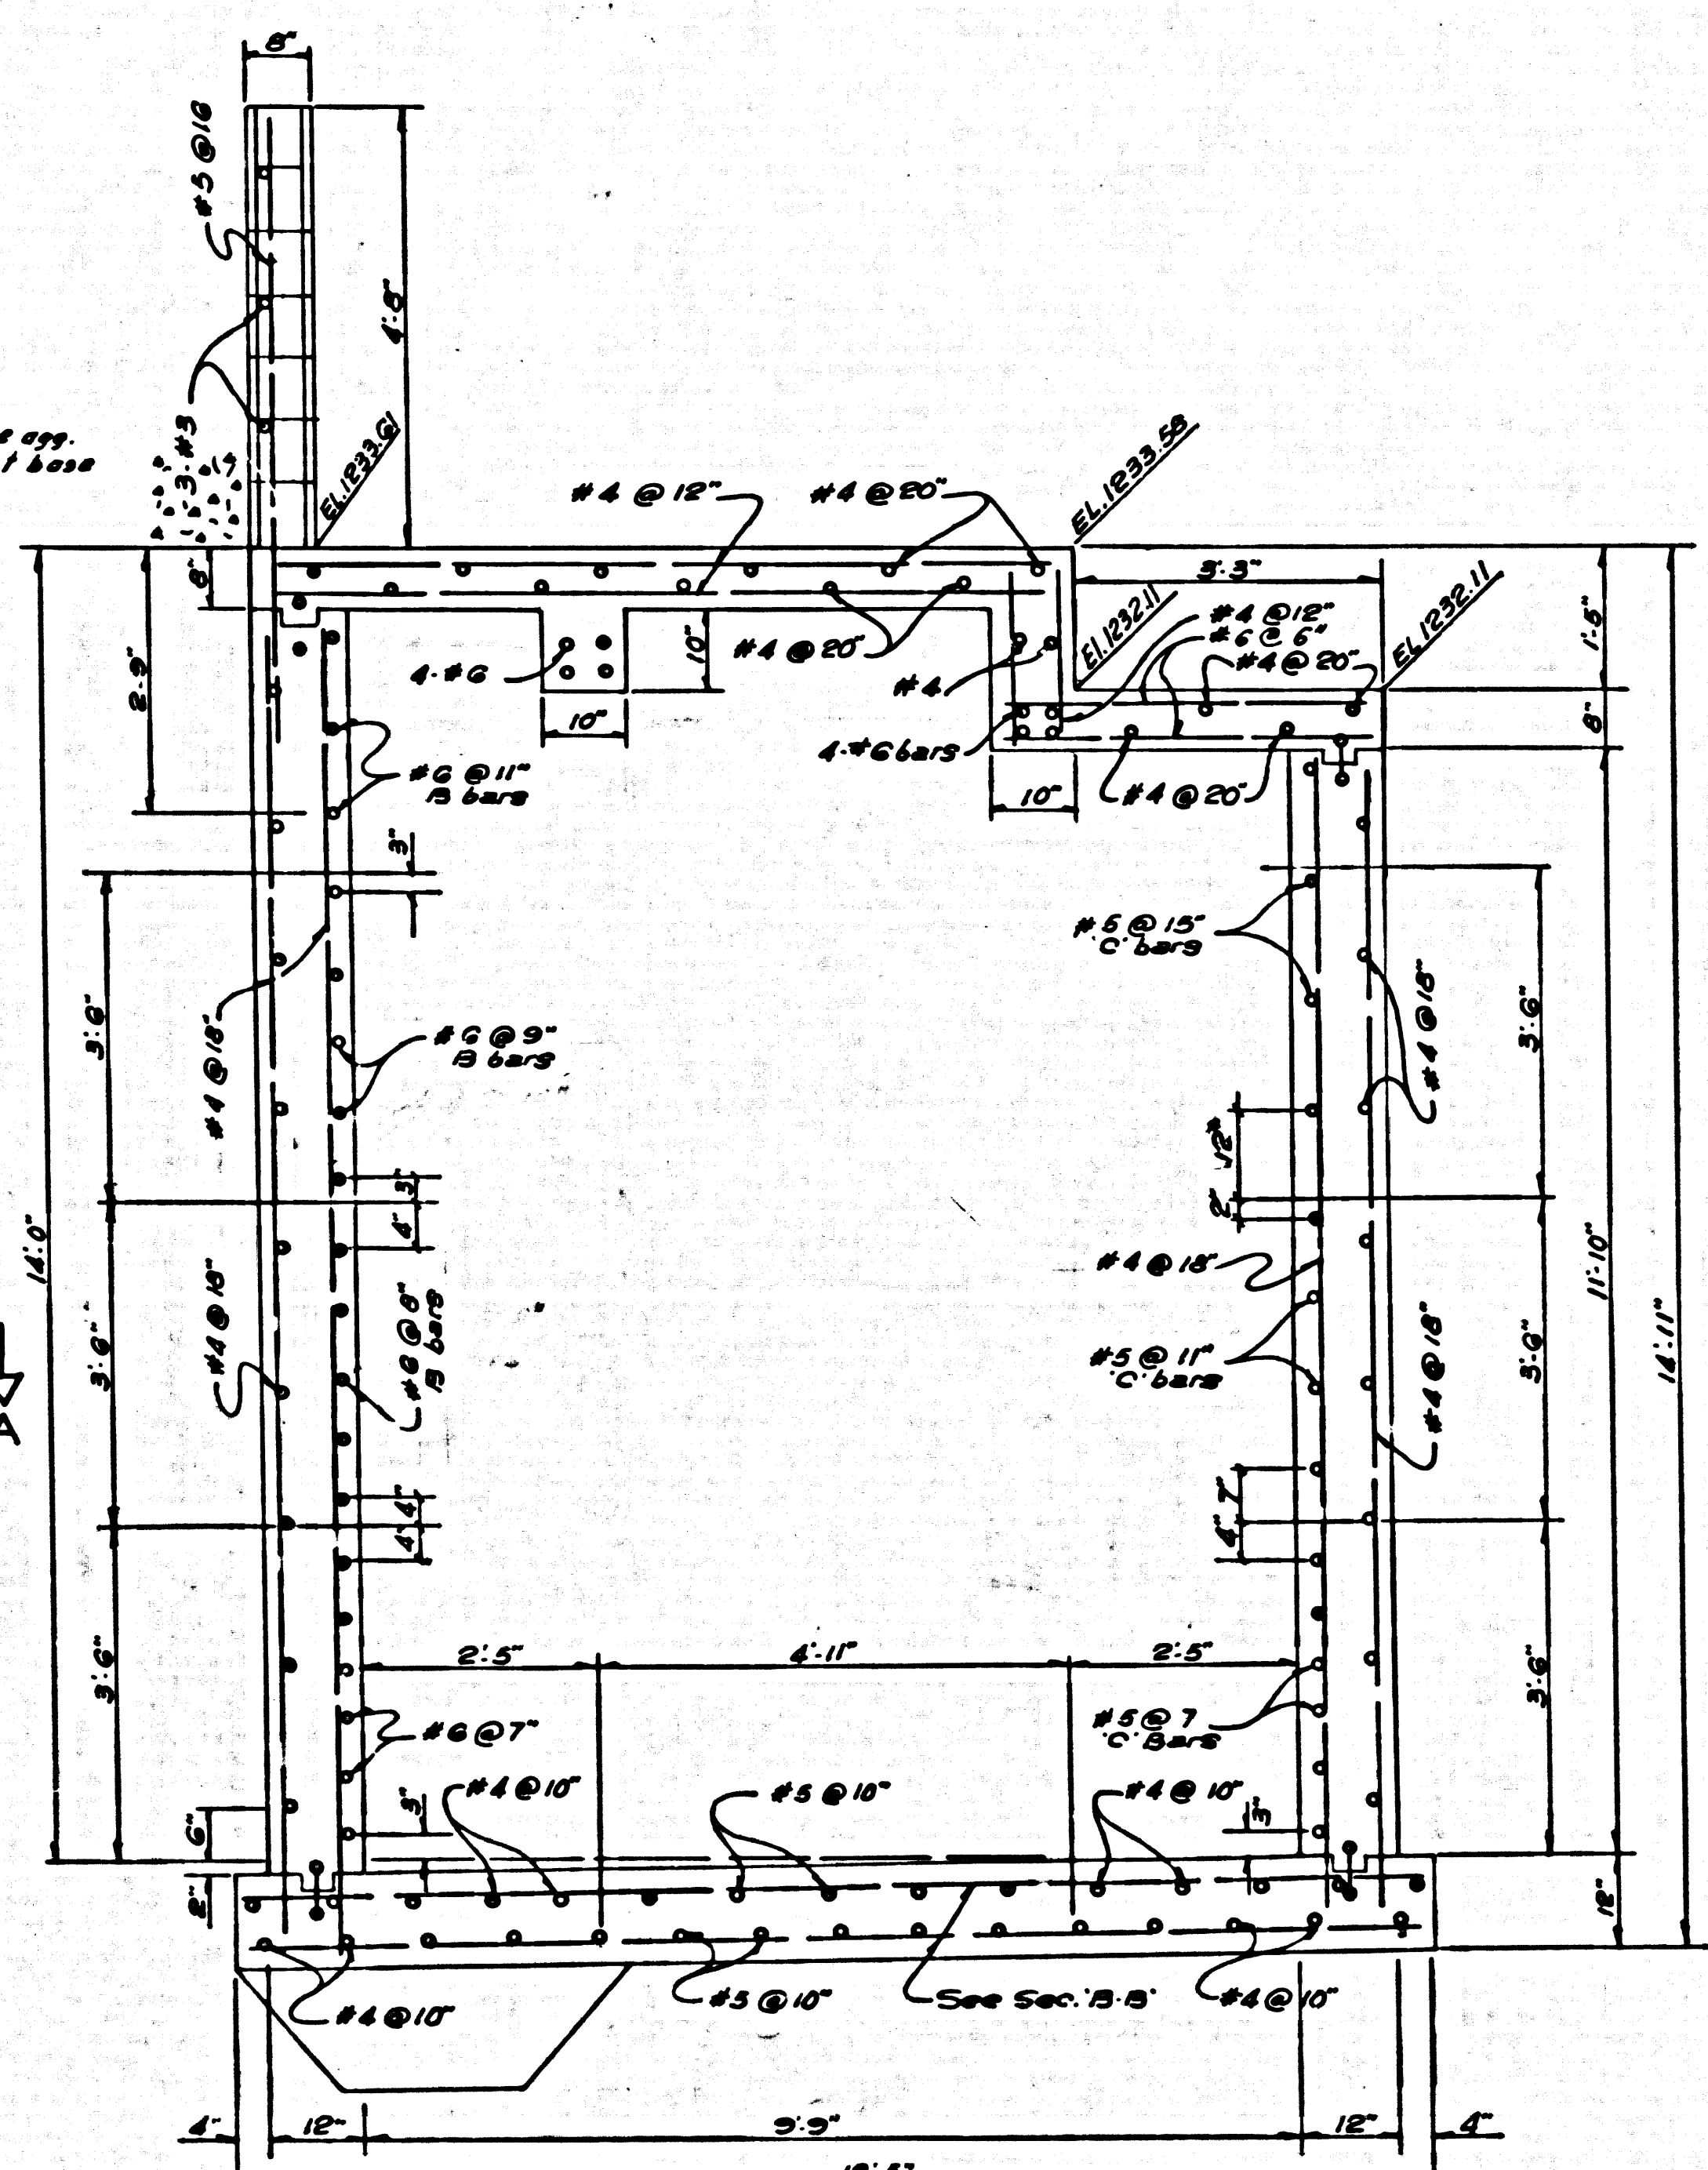 8"
#5 @16
4'-8"
3-#3
e agg.
t base
EL.1233.61
#4 @ 12"
#4 @ 20"
EL.1233.58
8"
2'-9"
4-#6
10"
10"
#4 @ 20"
#4
4-#6 bars
10"
3'-3"
El.1232.11
#4 @12"
#6 @ 6"
#4 @ 20"
EL.1232.11
1'-5"
8"
#4 @ 20"
#6 @ 11"
B bars
3"
3'-6"
#4 @18"
#6 @ 9"
B bars
#5 @ 15"
'C' bars
#4 @ 18"
3'-6"
12"
2"
3"
4"
14'-0"
#4 @ 18"
3'-6"
#6 @ 8"
B bars
#4 @ 18"
#5 @ 11"
'C' bars
#4 @ 18"
3'-6"
11'-10"
14'-11"
4"
4"
7"
4"
3'-6"
2'-5"
4'-11"
2'-5"
3'-6"
#6 @ 7"
#5 @ 7
'C' Bars
#4 @ 10"
#5 @ 10"
#4 @ 10"
3"
3"
6"
2"
12"
#4 @ 10"
#5 @ 10"
See Sec. 'B-B'
#4 @ 10"
4"
12"
9'-9"
12"
4"